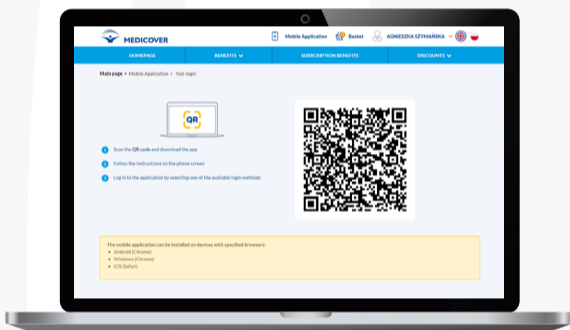 MEDICOVER
Mobile Application
Basket
AGNIESZKA SZYMAŃSKA
HOMEPAGE
BENEFITS
SUBSCRIPTION BENEFITS
DISCOUNTS
Main page • Mobile Application • fast-login
QR
1 Scan the QR code and download the app
2 Follow the instructions on the phone screen
3 Log in to the application by selecting one of the available login methods
The mobile application can be installed on devices with specified browsers:
• Android (Chrome)
• Windows (Chrome)
• iOS (Safari)